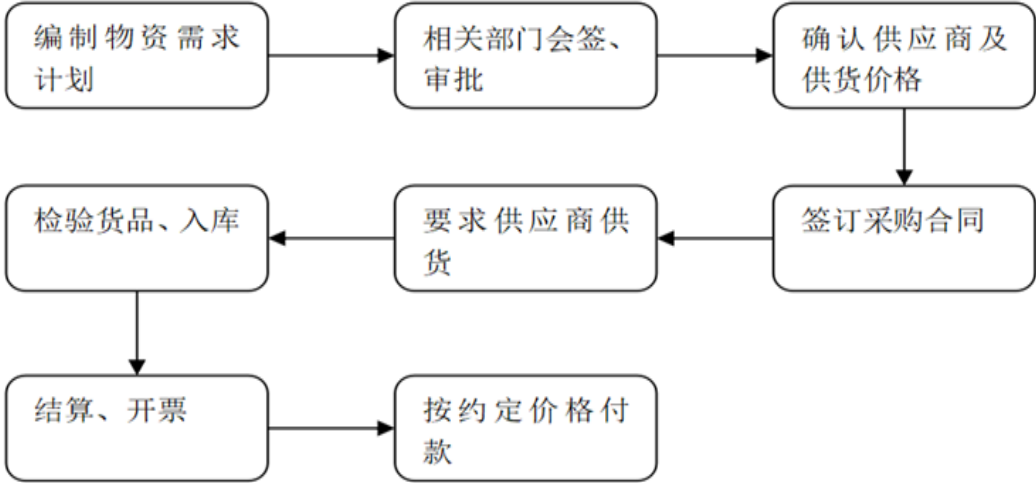 编制物资需求
计划
相关部门会签、
审批
确认供应商及
供货价格
签订采购合同
要求供应商供
货
检验货品、入库
结算、开票
按约定价格付
款